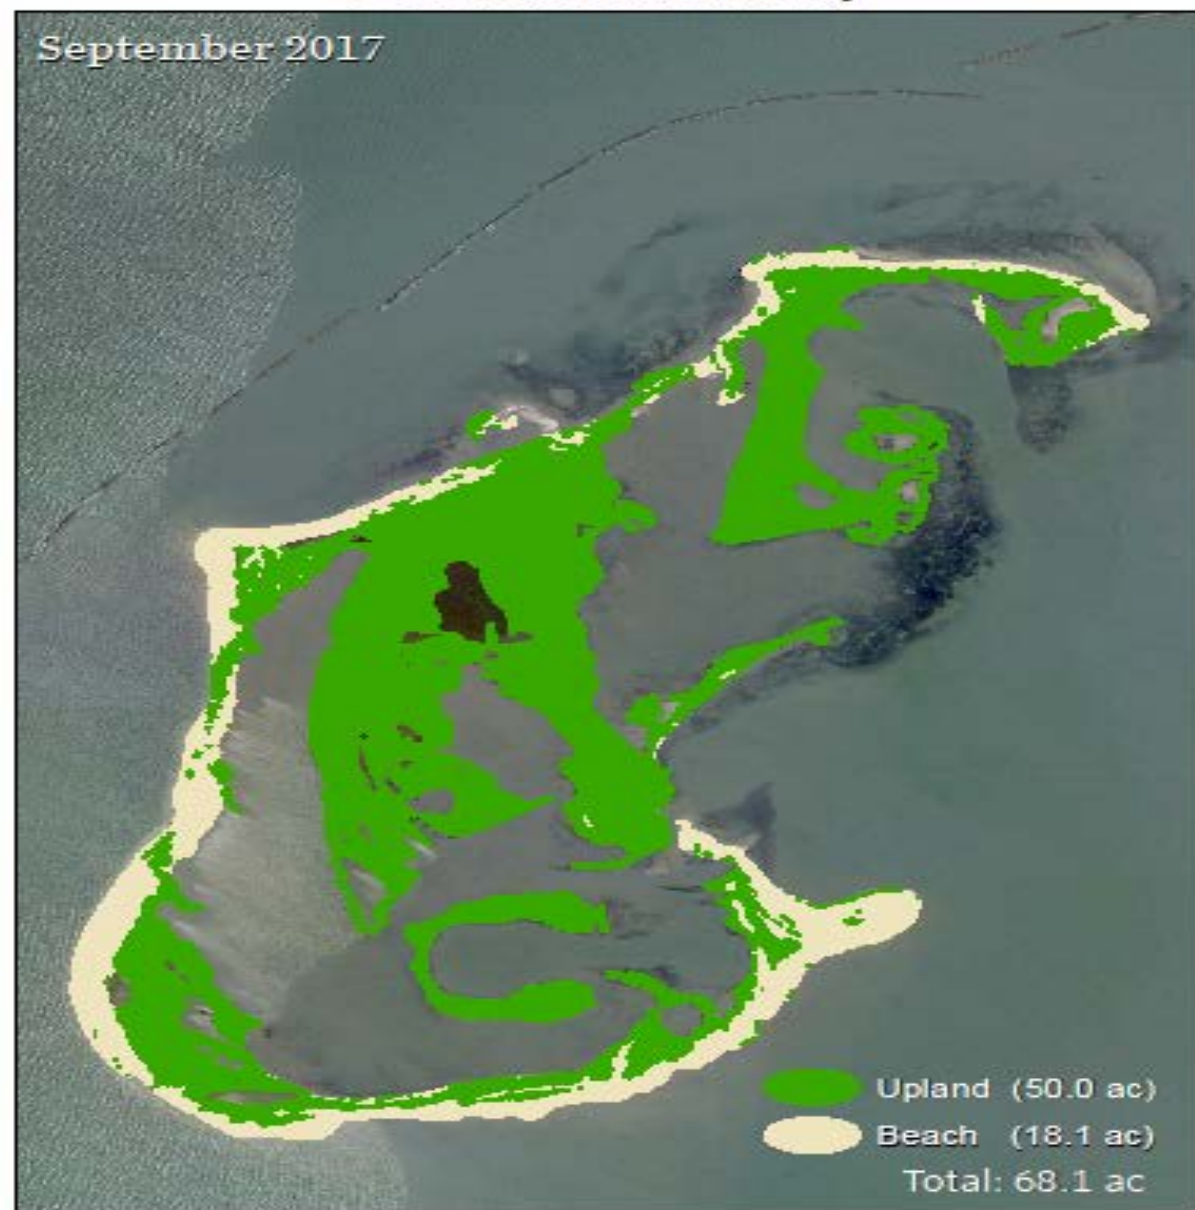 September 2017
Upland (50.0 ac)
Beach (18.1 ac)
Total: 68.1 ac